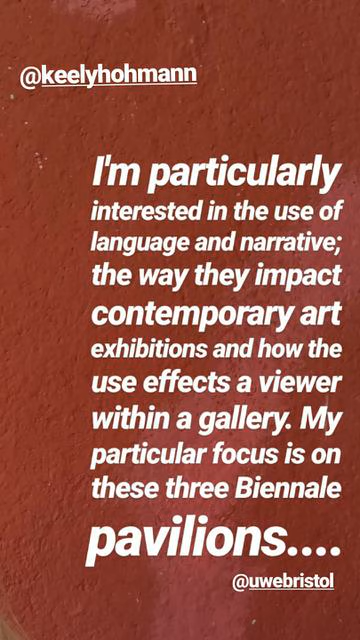 @keelyhohmann
I'm particularly
interested in the use of
language and narrative;
the way they impact
contemporary art
exhibitions and how the
use effects a viewer
within a gallery. My
particular focus is on
these three Biennale
pavilions....
@uwebristol